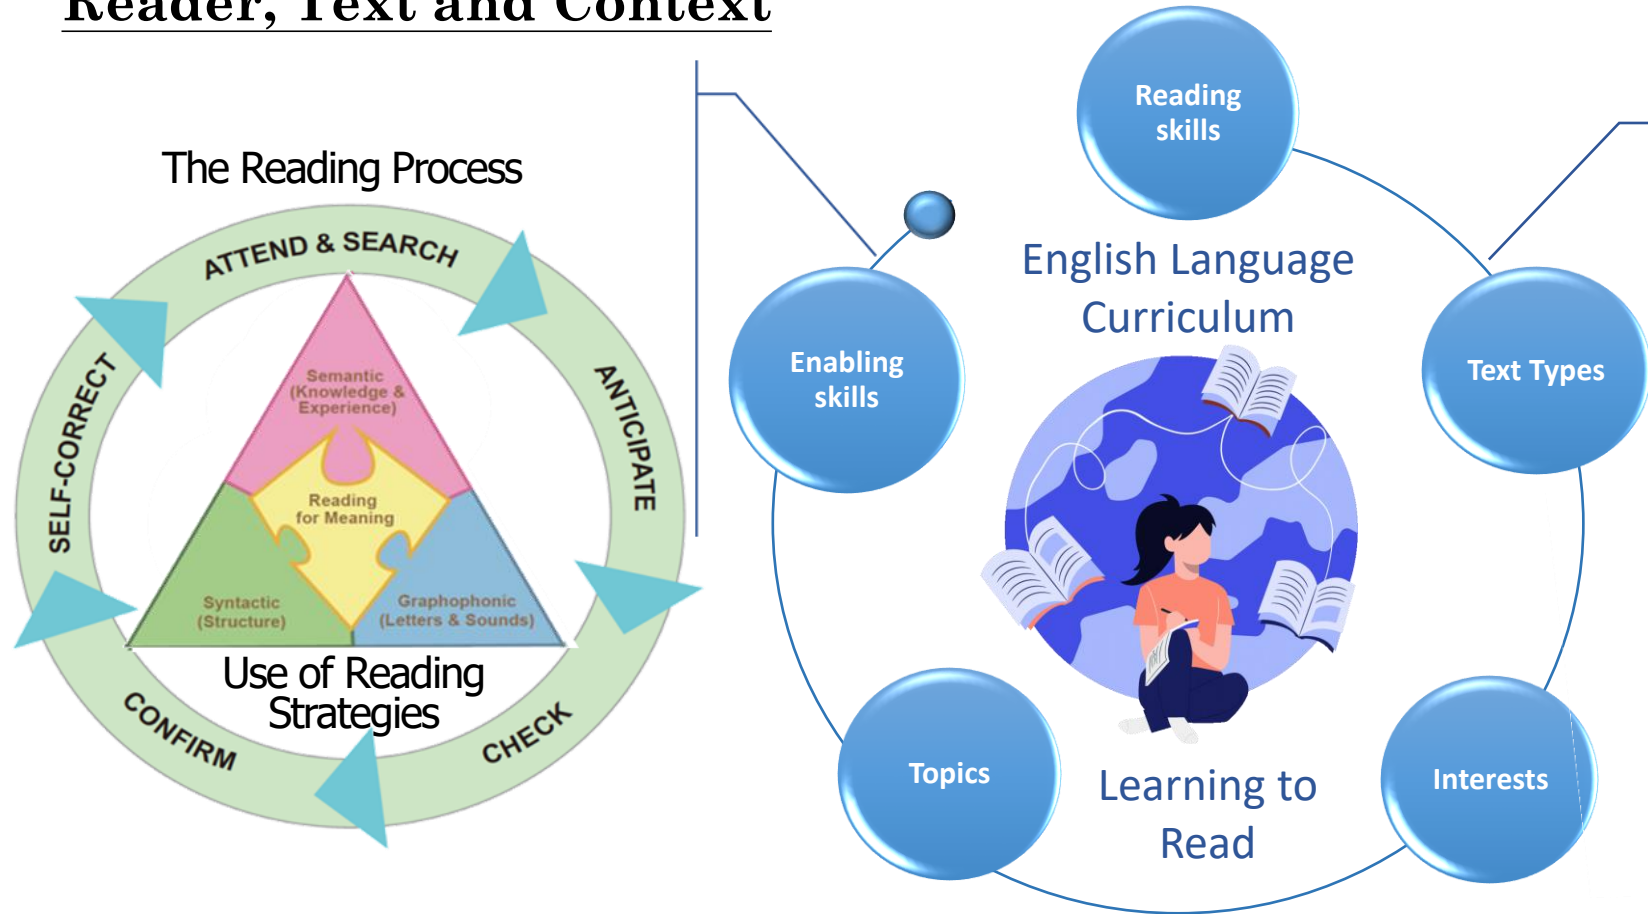 Reader, Text and Context
The Reading Process
ATTEND & SEARCH
ANTICIPATE
CHECK
CONFIRM
SELF-CORRECT
Semantic
(Knowledge &
Experience)
Reading
for Meaning
Syntactic
(Structure)
Graphophonic
(Letters & Sounds)
Use of Reading
Strategies
Reading
skills
English Language
Curriculum
Enabling
skills
Text Types
Topics
Interests
Learning to
Read